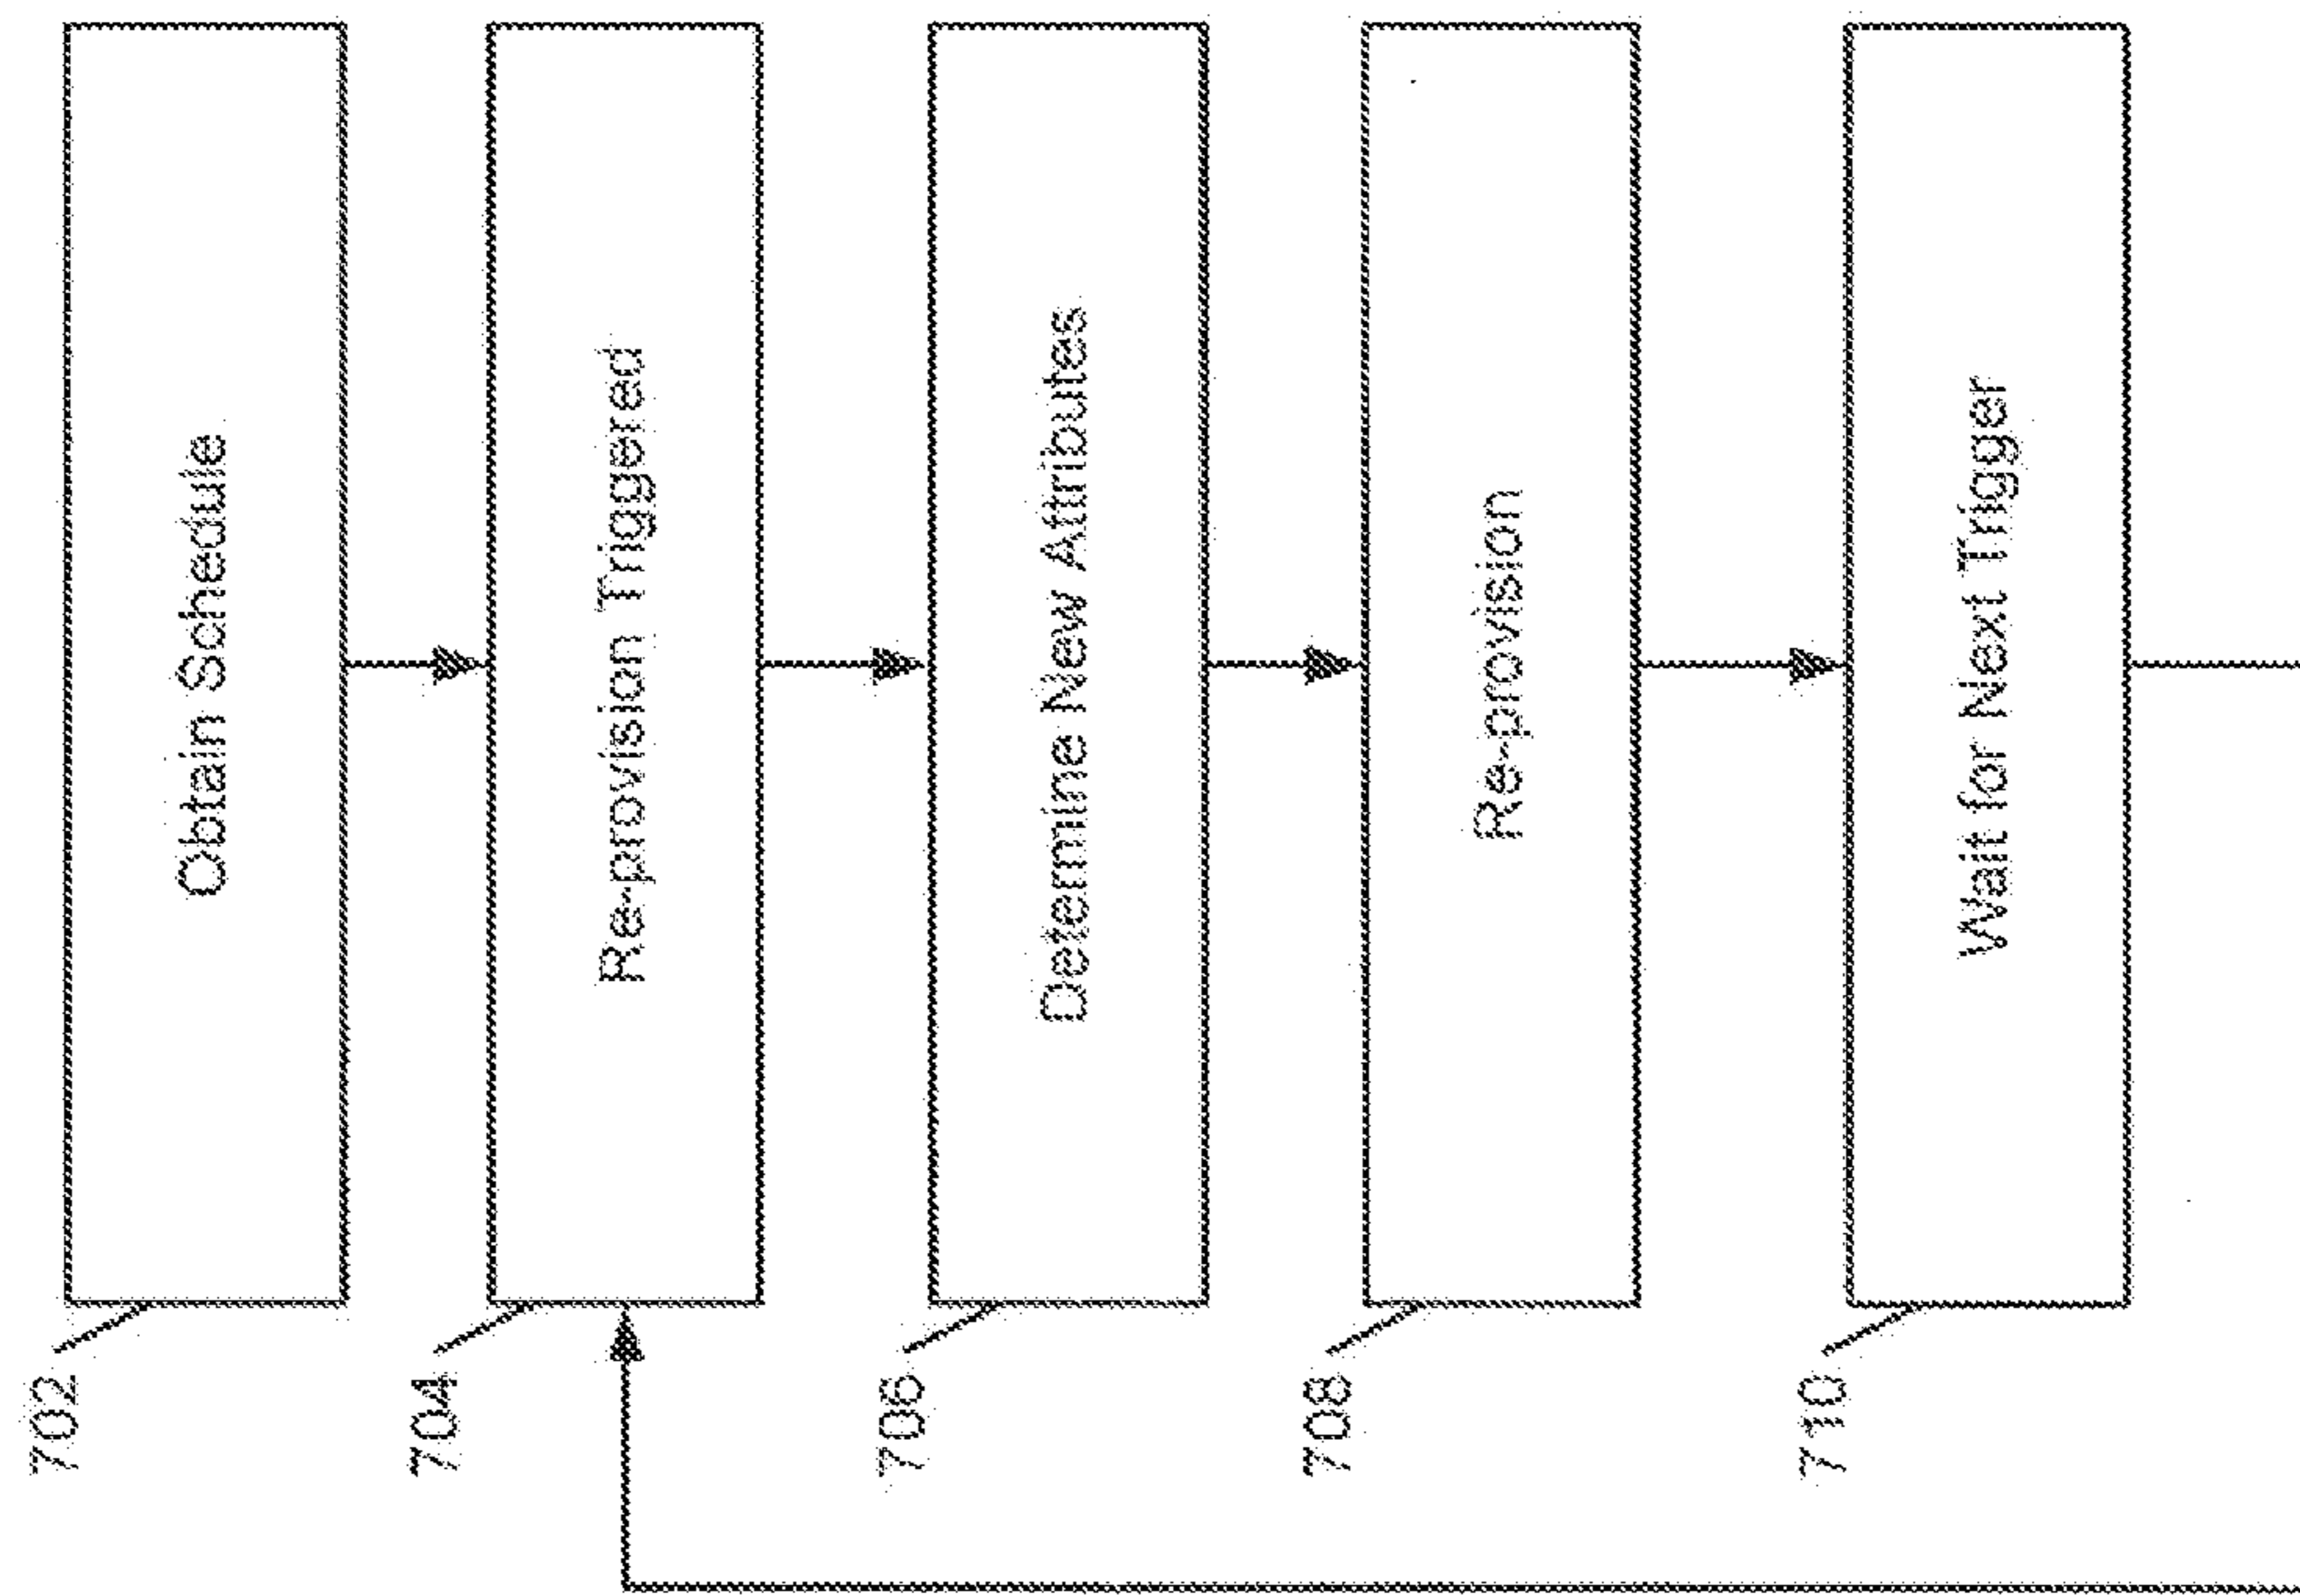 702
Obtain Schedule
704
Re-provision Triggered
706
Determine New Attributes
708
Re-provision
710
Wait for Next Trigger